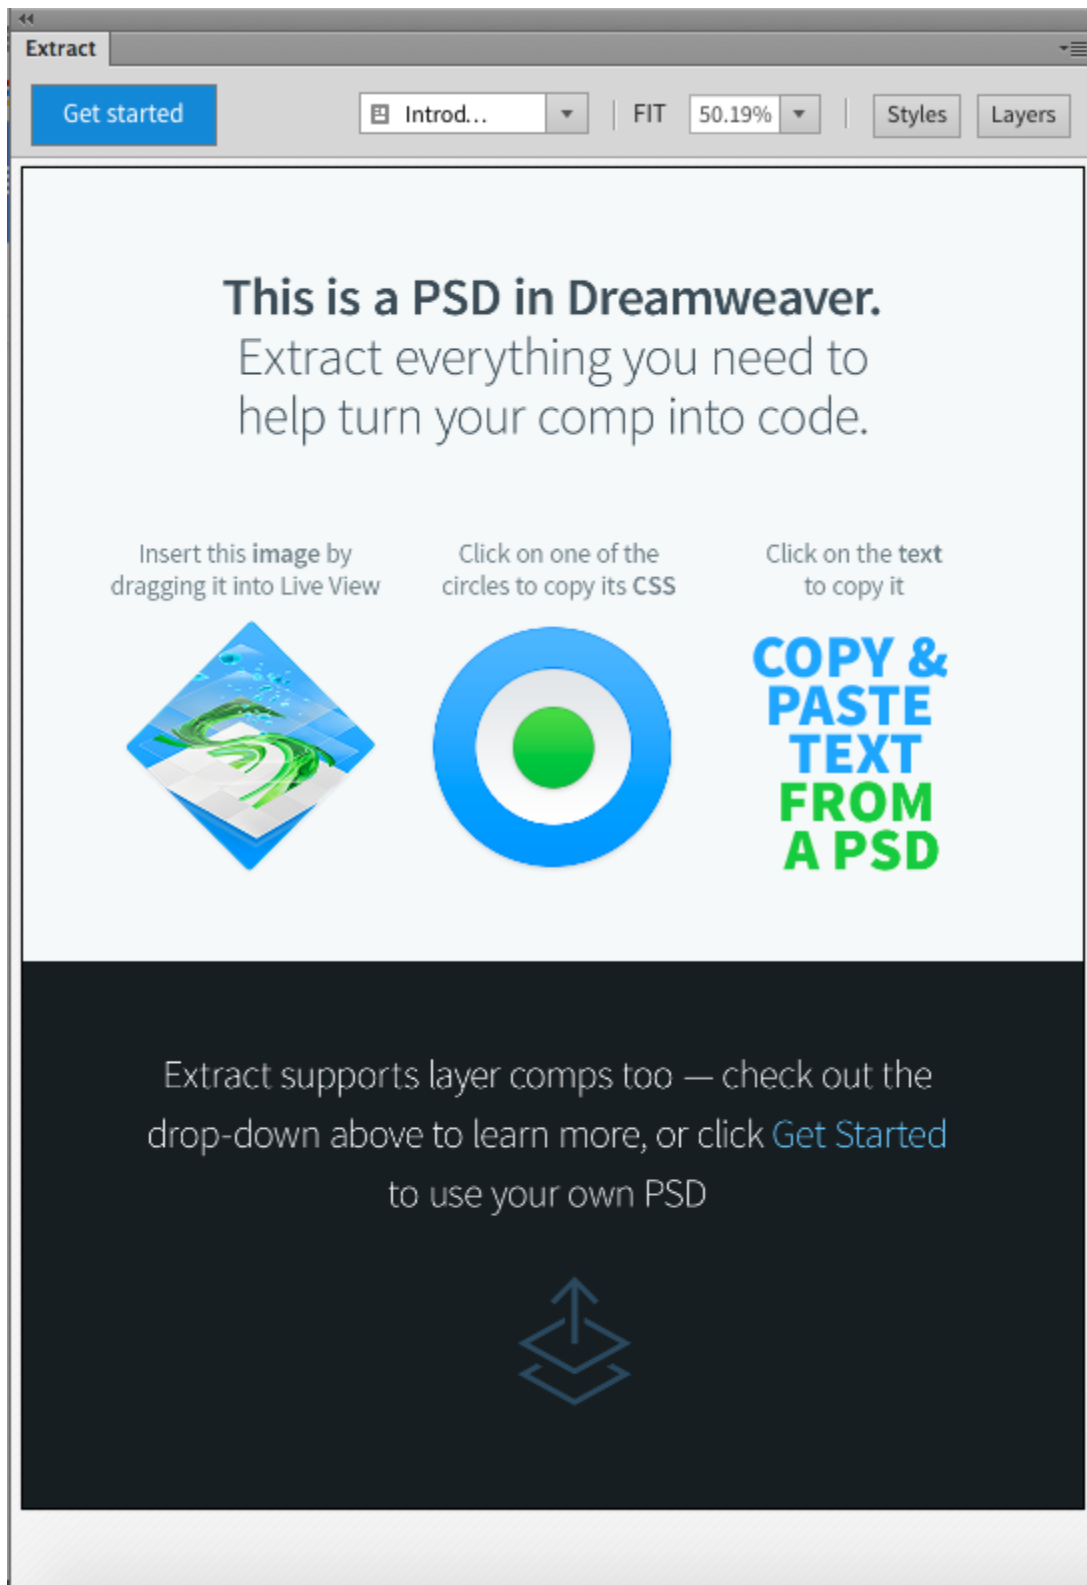 Extract
Get started
Introd...
FIT
50.19%
Styles
Layers
This is a PSD in Dreamweaver.
Extract everything you need to
help turn your comp into code.
Insert this image by
dragging it into Live View
Click on one of the
circles to copy its CSS
Click on the text
to copy it
COPY &
PASTE
TEXT
FROM
A PSD
Extract supports layer comps too — check out the
drop-down above to learn more, or click Get Started
to use your own PSD